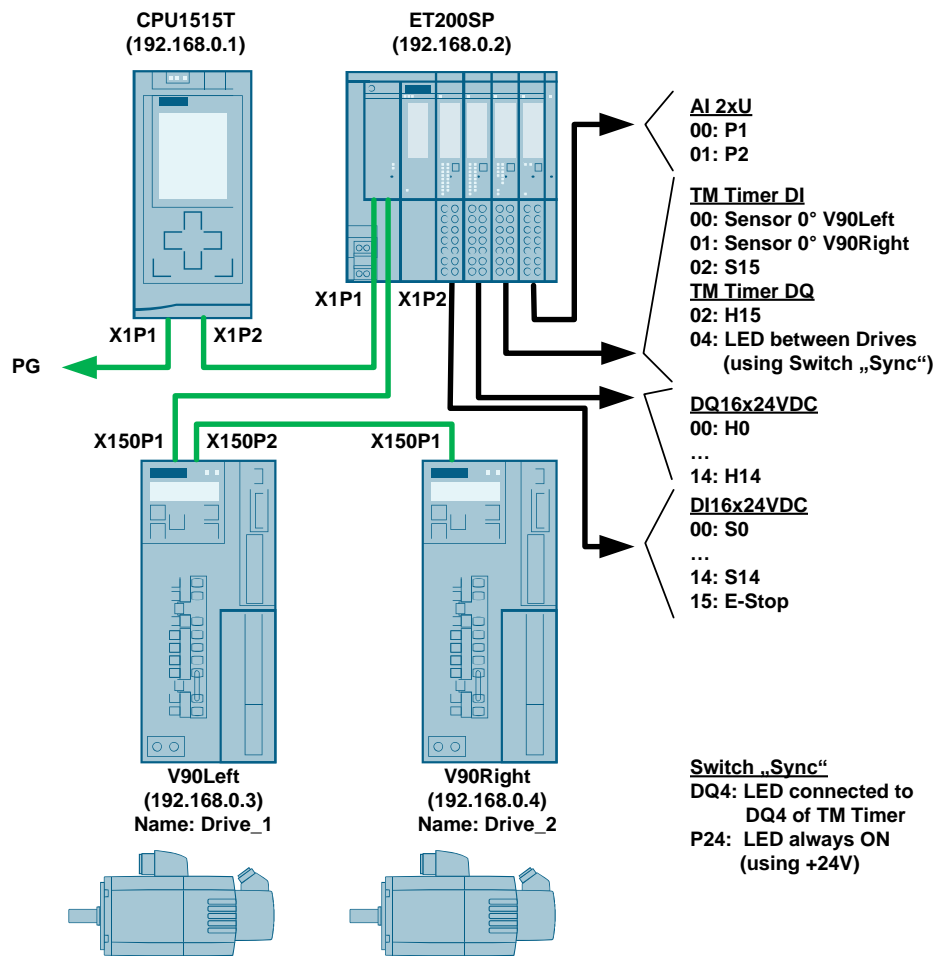 CPU1515T
(192.168.0.1)
ET200SP
(192.168.0.2)
AI 2xU
00: P1
01: P2
TM Timer DI
00: Sensor 0° V90Left
01: Sensor 0° V90Right
02: S15
TM Timer DQ
02: H15
04: LED between Drives
(using Switch „Sync“)
X1P1
X1P2
X1P1
X1P2
PG
DQ16x24VDC
00: H0
…
14: H14
DI16x24VDC
00: S0
…
14: S14
15: E-Stop
X150P1
X150P2
X150P1
V90Left
(192.168.0.3)
Name: Drive_1
V90Right
(192.168.0.4)
Name: Drive_2
Switch „Sync“
DQ4: LED connected to
DQ4 of TM Timer
P24: LED always ON
(using +24V)